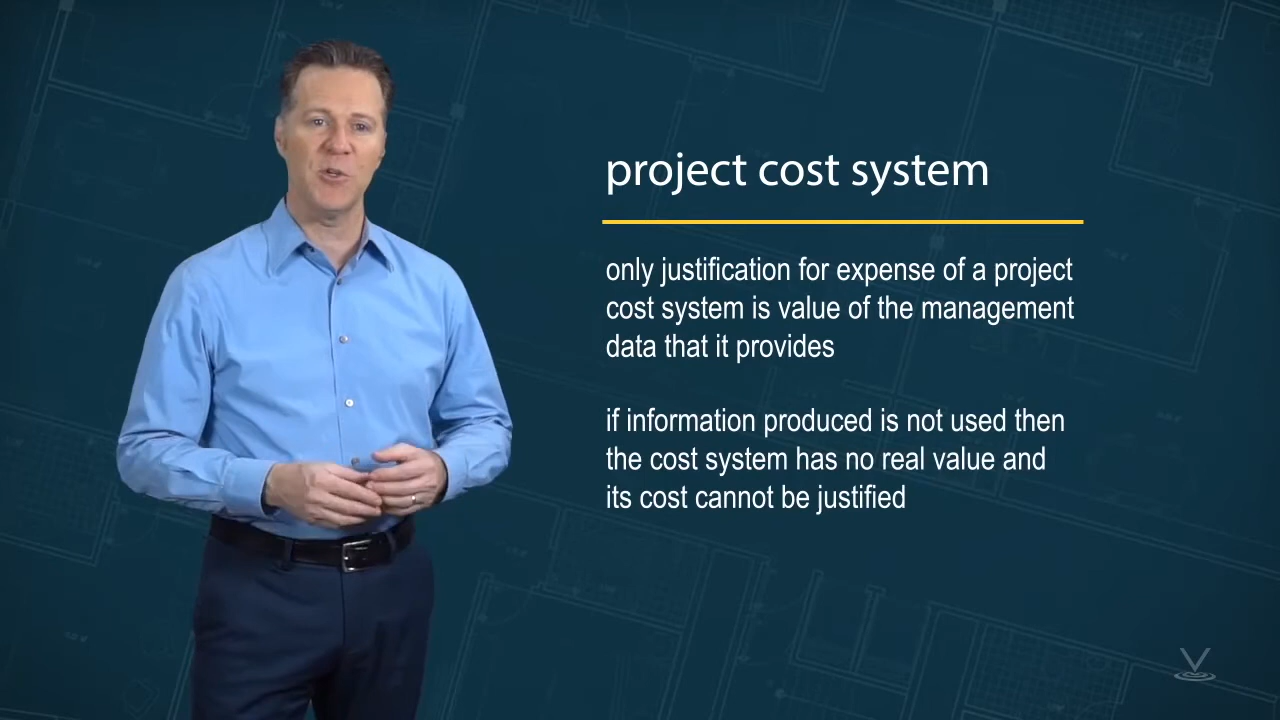 project cost system
only justification for expense of a project
cost system is value of the management
data that it provides
if information produced is not used then
the cost system has no real value and
its cost cannot be justified